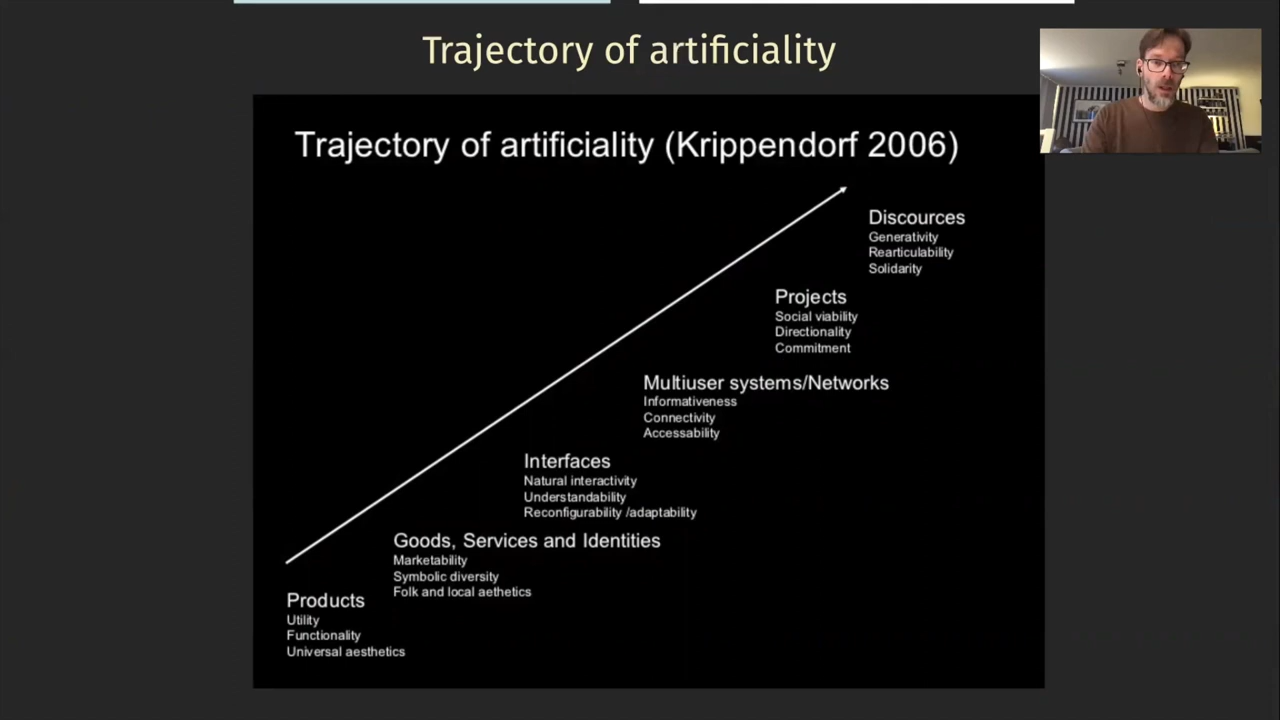 Trajectory of artificiality
Trajectory of artificiality (Krippendorf 2006)
Discources
Generativity
Rearticulability
Solidarity
Projects
Social viability
Directionality
Commitment
Multiuser systems/Networks
Informativeness
Connectivity
Accessability
Interfaces
Natural interactivity
Understandability
Reconfigurability /adaptability
Goods, Services and Identities
Marketability
Symbolic diversity
Folk and local aethetics
Products
Utility
Functionality
Universal aesthetics